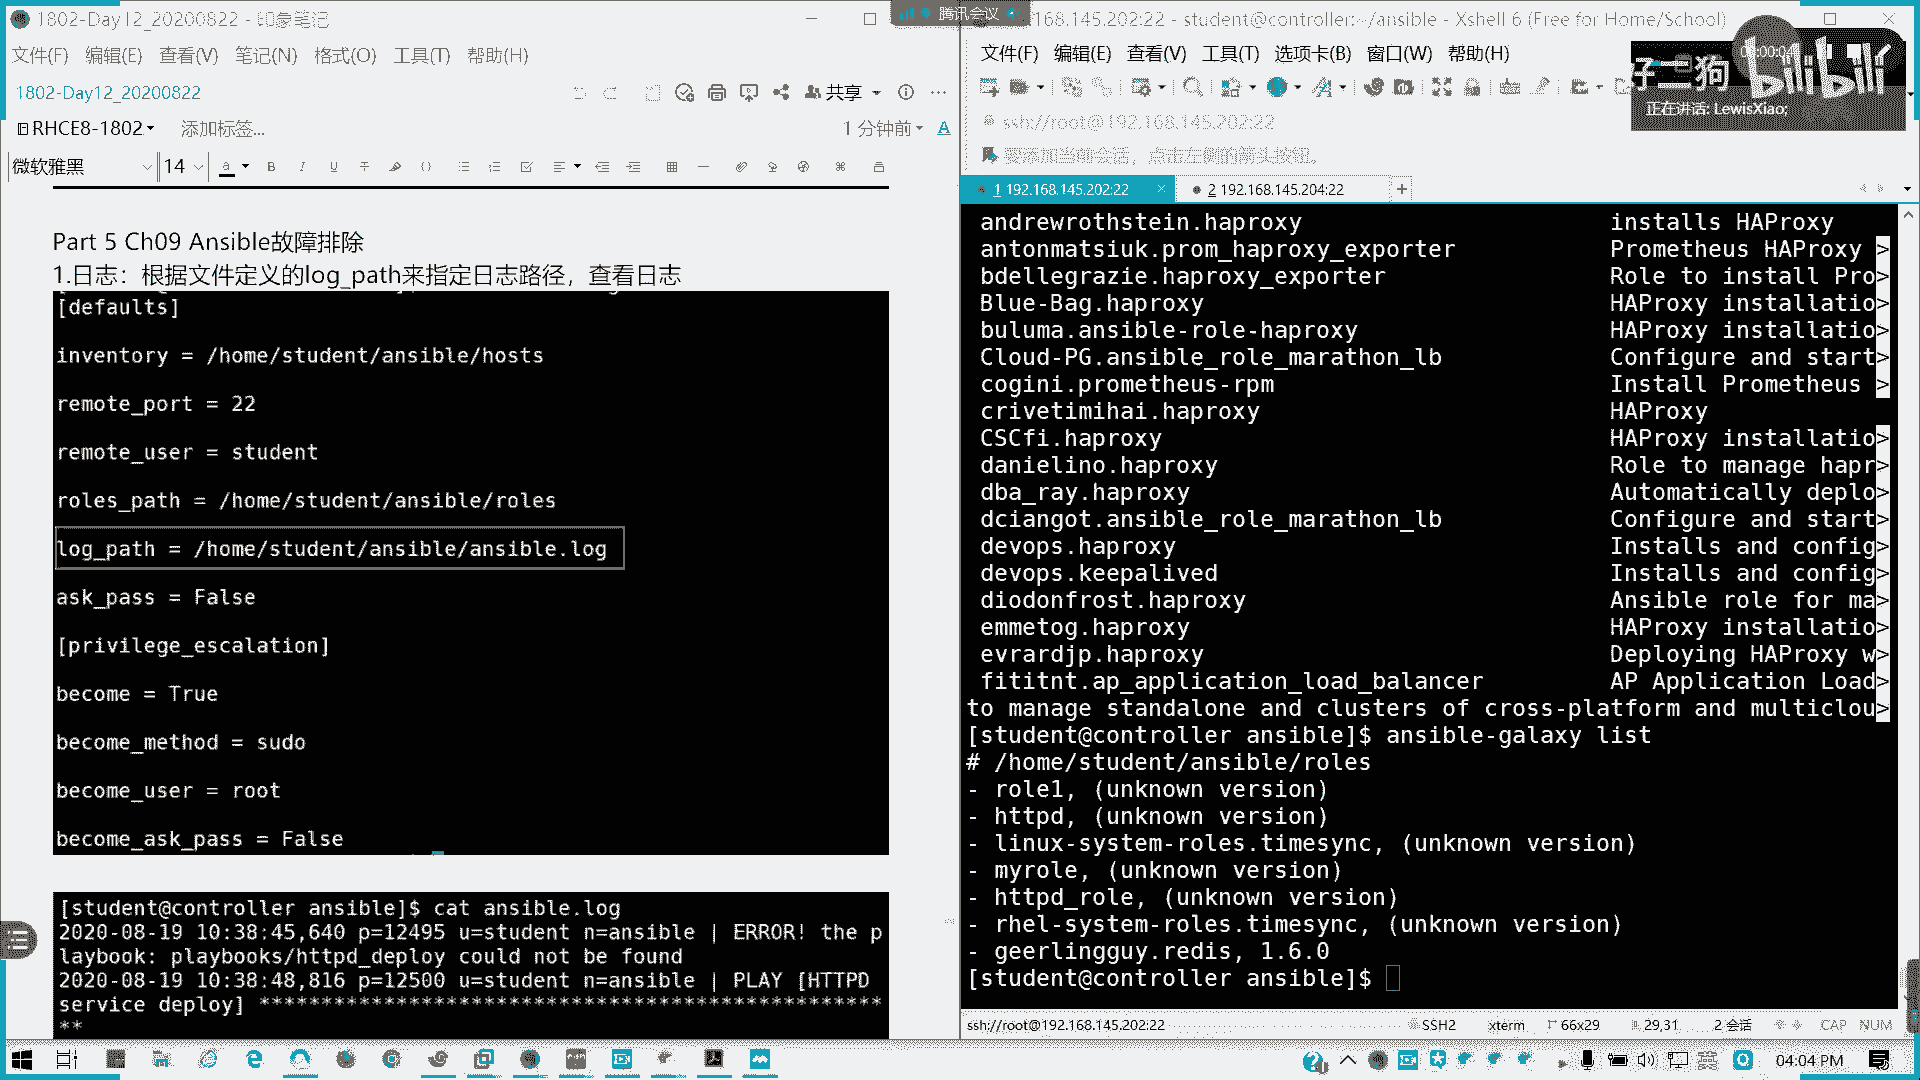 1802-Day12_20200822 - 印象笔记
文件(F) 编辑(E) 查看(V) 笔记(N) 格式(O) 工具(T) 帮助(H)
1802-Day12_20200822
共享
RHCE8-1802 添加标签...
1 分钟前
微软雅黑 14
Part 5 Ch09 Ansible故障排除
1.日志：根据文件定义的log_path来指定日志路径，查看日志
[defaults]
inventory = /home/student/ansible/hosts
remote_port = 22
remote_user = student
roles_path = /home/student/ansible/roles
log_path = /home/student/ansible/ansible.log
ask_pass = False
[privilege_escalation]
become = True
become_method = sudo
become_user = root
become_ask_pass = False
[student@controller ansible]$ cat ansible.log
2020-08-19 10:38:45,640 p=12495 u=student n=ansible | ERROR! the p
laybook: playbooks/httpd_deploy could not be found
2020-08-19 10:38:48,816 p=12500 u=student n=ansible | PLAY [HTTPD
service deploy] **************************************************
**
腾讯会议
168.145.202:22 - student@controller:~/ansible - Xshell 6 (Free for Home/School)
文件(F) 编辑(E) 查看(V) 工具(T) 选项卡(B) 窗口(W) 帮助(H)
bilibili
正在讲话: LewisXiao;
ssh://root@192.168.145.202:22
要添加当前会话，点击左侧的箭头按钮。
1 192.168.145.202:22
2 192.168.145.204:22
andrewrothstein.haproxy installs HAProxy
antonmatsiuk.prom_haproxy_exporter Prometheus HAProxy >
bdellegrazie.haproxy_exporter Role to install Pro>
Blue-Bag.haproxy HAProxy installatio>
buluma.ansible-role-haproxy HAProxy installatio>
Cloud-PG.ansible_role_marathon_lb Configure and start>
cogini.prometheus-rpm Install Prometheus >
crivetimihai.haproxy HAProxy
CSCfi.haproxy HAProxy installatio>
danielino.haproxy Role to manage hapr>
dba_ray.haproxy Automatically deplo>
dciangot.ansible_role_marathon_lb Configure and start>
devops.haproxy Installs and config>
devops.keepalived Installs and config>
diodonfrost.haproxy Ansible role for ma>
emmetog.haproxy HAProxy installatio>
evrardjp.haproxy Deploying HAProxy w>
fititnt.ap_application_load_balancer AP Application Load>
to manage standalone and clusters of cross-platform and multiclou>
[student@controller ansible]$ ansible-galaxy list
# /home/student/ansible/roles
- role1, (unknown version)
- httpd, (unknown version)
- linux-system-roles.timesync, (unknown version)
- myrole, (unknown version)
- httpd_role, (unknown version)
- rhel-system-roles.timesync, (unknown version)
- geerlingguy.redis, 1.6.0
[student@controller ansible]$
ssh://root@192.168.145.202:22 SSH2 xterm 66x29 29,31 2 会话 CAP NUM
04:04 PM